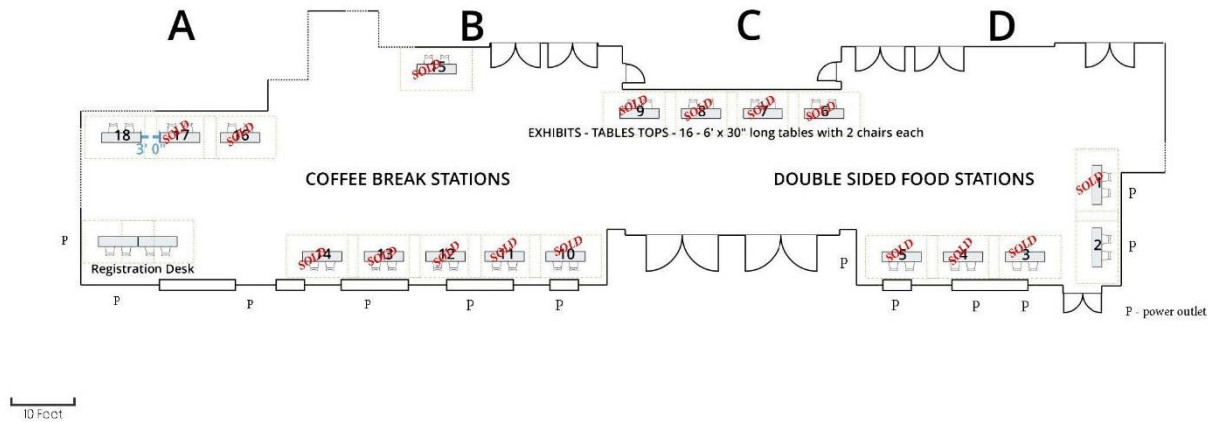 A B C D
SOLD 15
SOLD 9 SOLD 8 SOLD 7 SOLD 6
18 SOLD 17 SOLD 16
3' 0"
EXHIBITS - TABLES TOPS - 16 - 6' x 30" long tables with 2 chairs each
COFFEE BREAK STATIONS DOUBLE SIDED FOOD STATIONS
SOLD 1 P
P 2 P
Registration Desk
SOLD 14 SOLD 13 SOLD 12 SOLD 11 SOLD 10 P SOLD 5 SOLD 4 SOLD 3
P P P P P P P P
P - power outlet
10 Feet